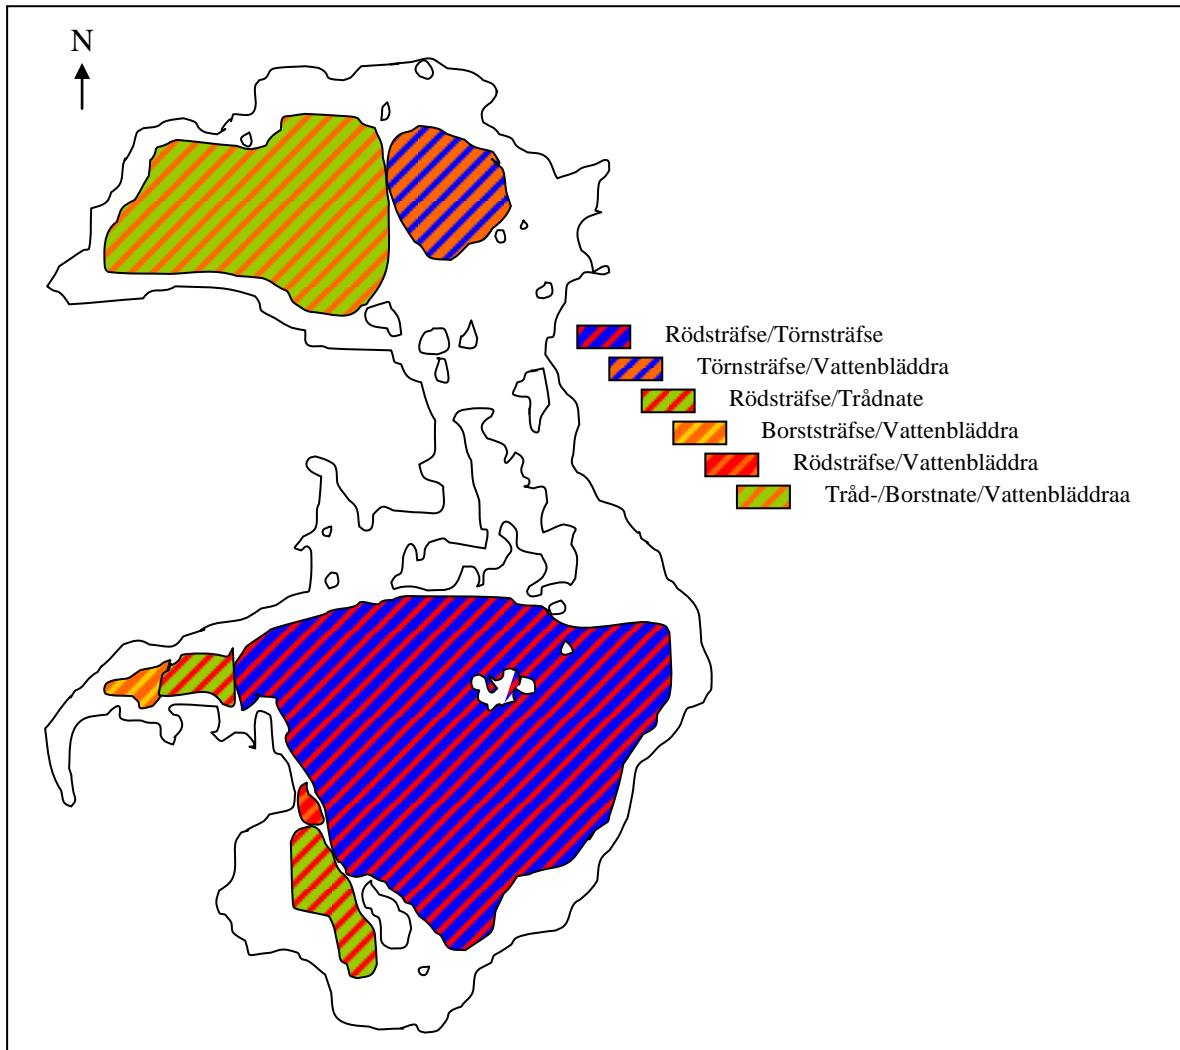 N
Rödsträfse/Törnsträfse
Törnsträfse/Vattenbläddra
Rödsträfse/Trådnate
Borststräfse/Vattenbläddra
Rödsträfse/Vattenbläddra
Tråd-/Borstnate/Vattenbläddraa